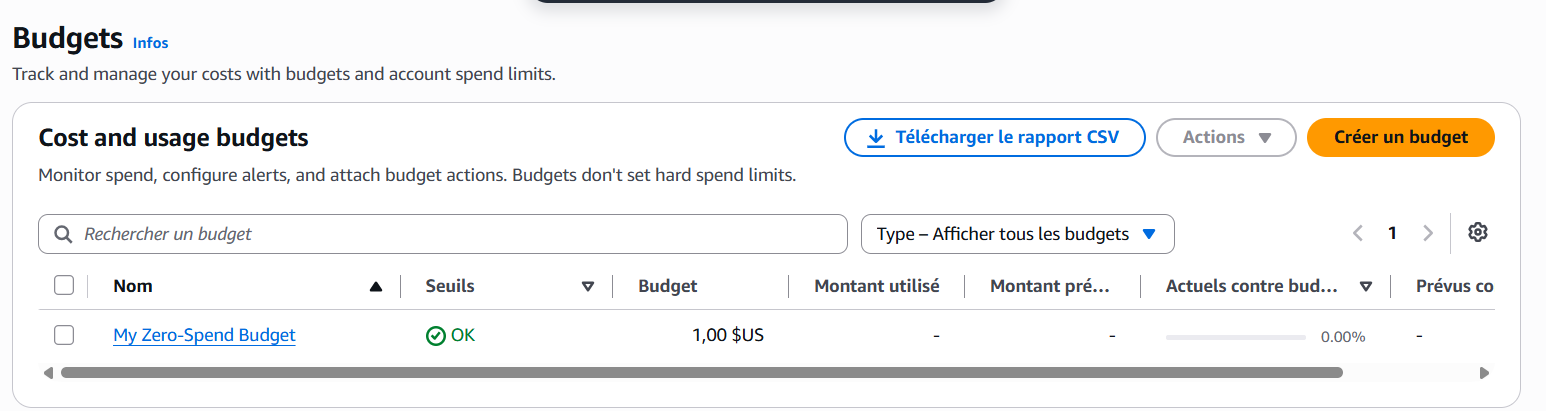 Budgets Infos
Track and manage your costs with budgets and account spend limits.
Cost and usage budgets
Télécharger le rapport CSV
Actions
Créer un budget
Monitor spend, configure alerts, and attach budget actions. Budgets don't set hard spend limits.
Rechercher un budget
Type – Afficher tous les budgets
1
Nom Seuils Budget Montant utilisé Montant pré... Actuels contre bud... Prévus co
My Zero-Spend Budget OK 1,00 $US - - 0.00% -